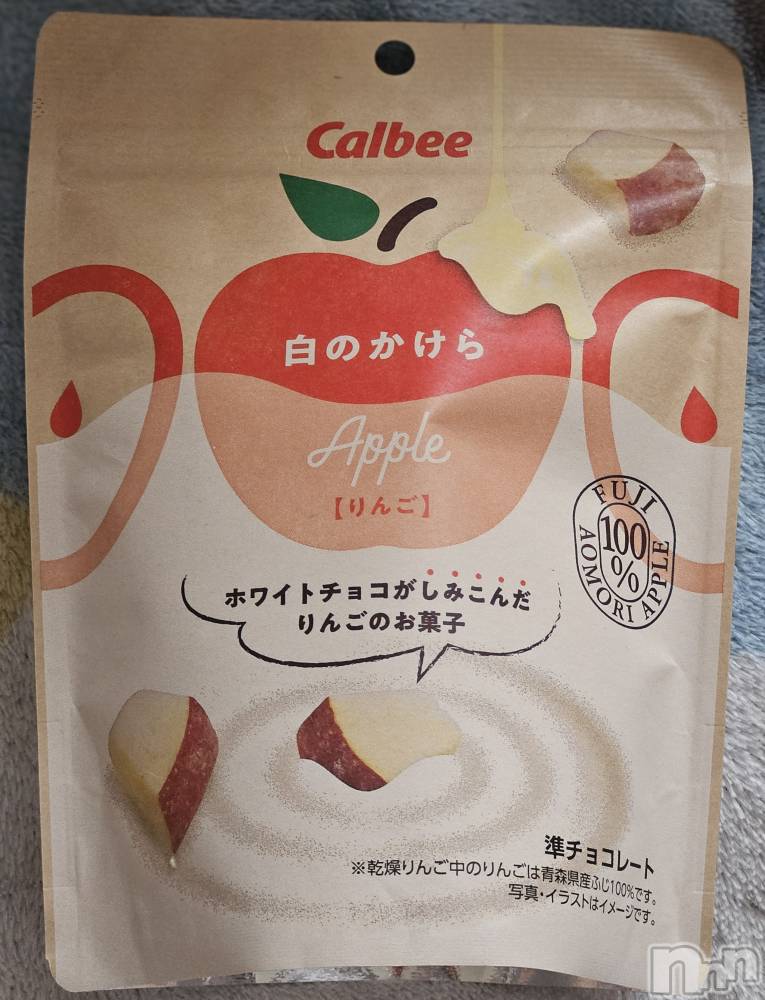 Calbee
白のかけら
Apple
【りんご】
FUJI
100
%
AOMORI APPLE
ホワイトチョコがしみこんだ
りんごのお菓子
準チョコレート
※乾燥りんご中のりんごは青森県産ふじ100%です。
写真・イラストはイメージです。